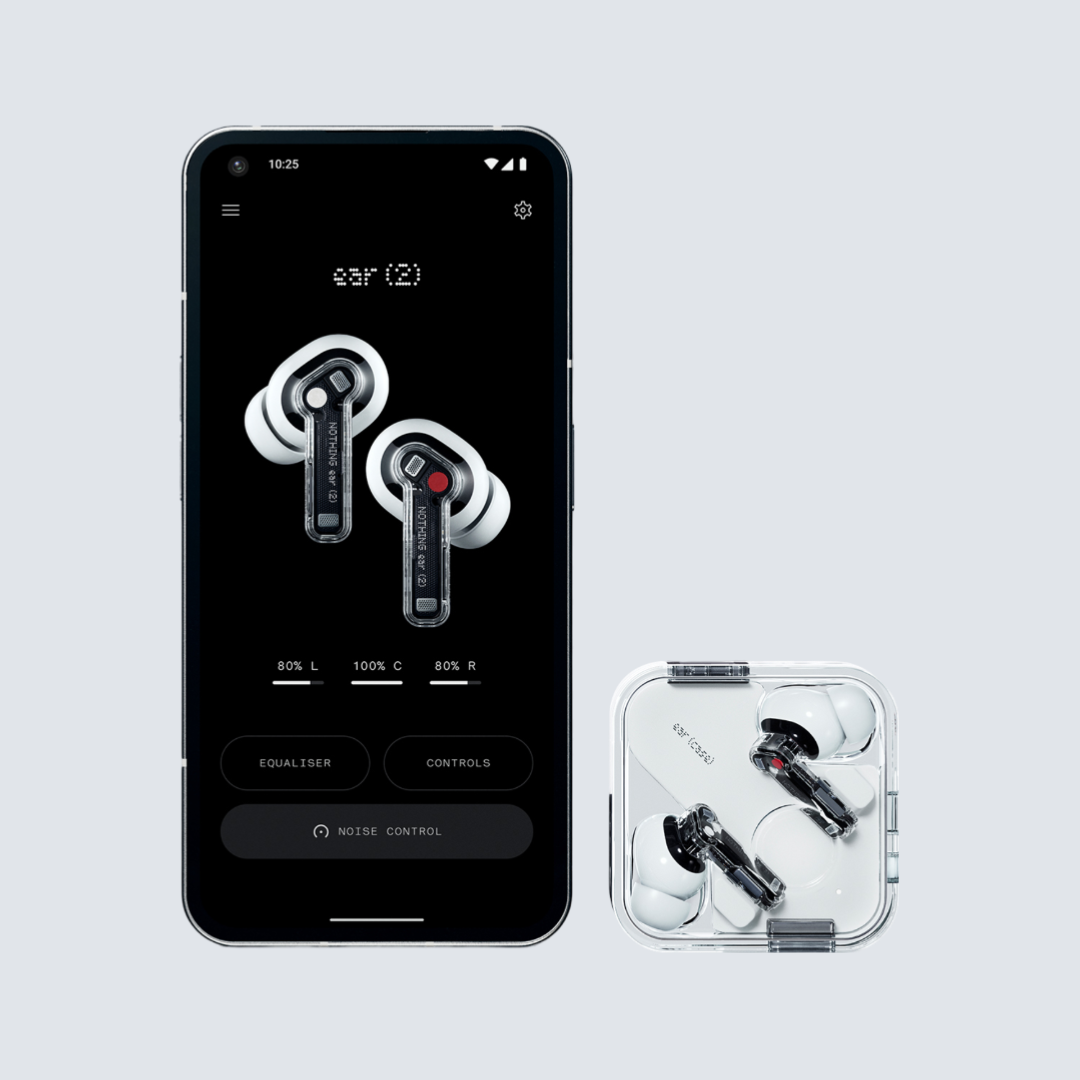 10:25
ear (2)
NOTHING ear (2)
NOTHING ear (2)
80% L 100% C 80% R
EQUALISER CONTROLS
NOISE CONTROL
ear (case)